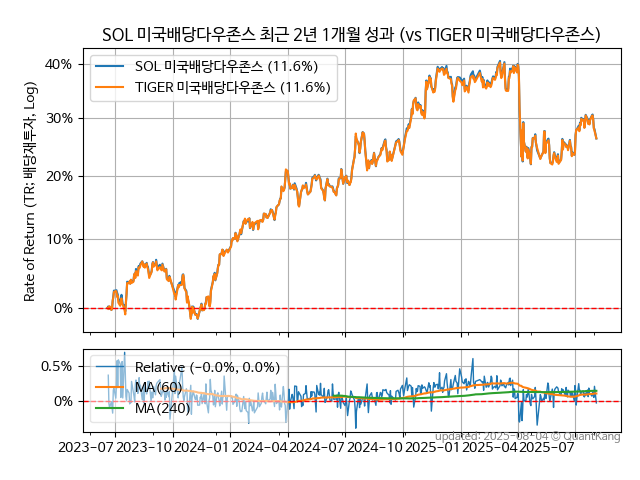 SOL 미국배당다우존스 최근 2년 1개월 성과 (vs TIGER 미국배당다우존스)
Rate of Return (TR: 배당재투자, Log)
40%
30%
20%
10%
0%
SOL 미국배당다우존스 (11.6%)
TIGER 미국배당다우존스 (11.6%)
0.5%
0%
Relative (−0.0%, 0.0%)
MA(60)
MA(240)
updated: 2025-08-04 © QuantKang
2023-07 2023-10 2024-01 2024-04 2024-07 2024-10 2025-01 2025-04 2025-07